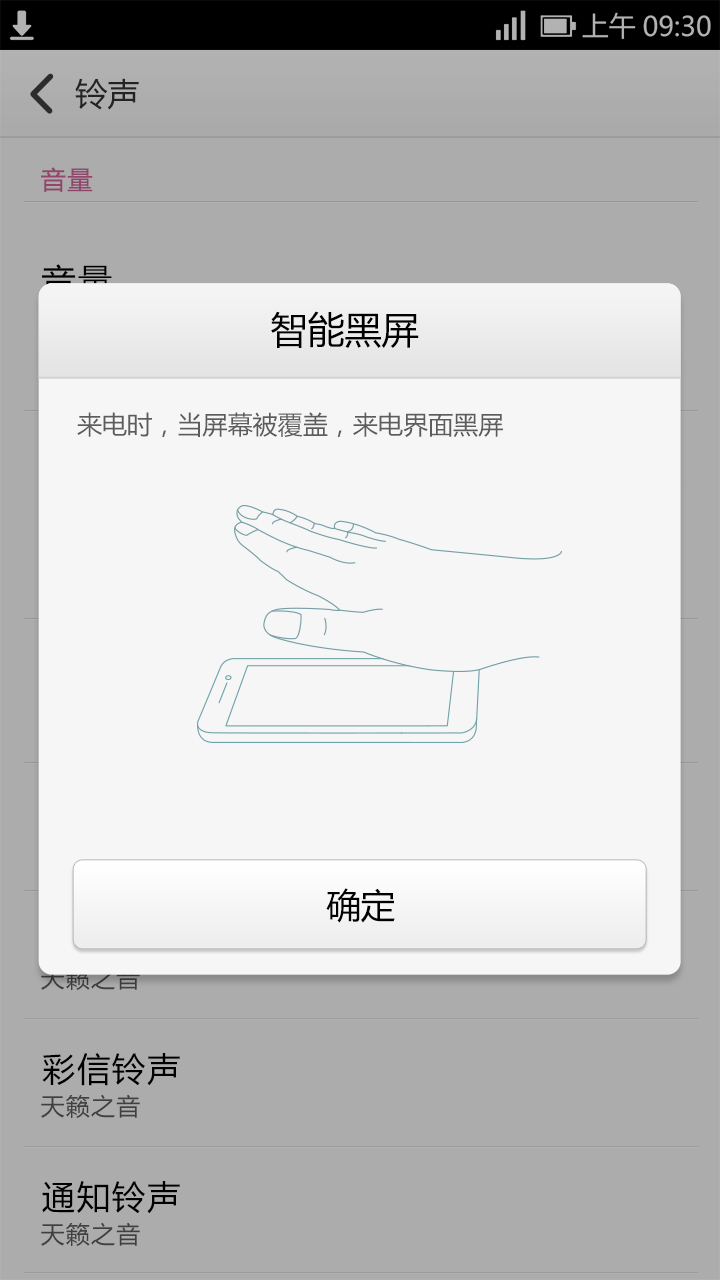 上午 09:30
铃声
音量
音量
智能黑屏
来电时，当屏幕被覆盖，来电界面黑屏
确定
天籁之音
彩信铃声
天籁之音
通知铃声
天籁之音